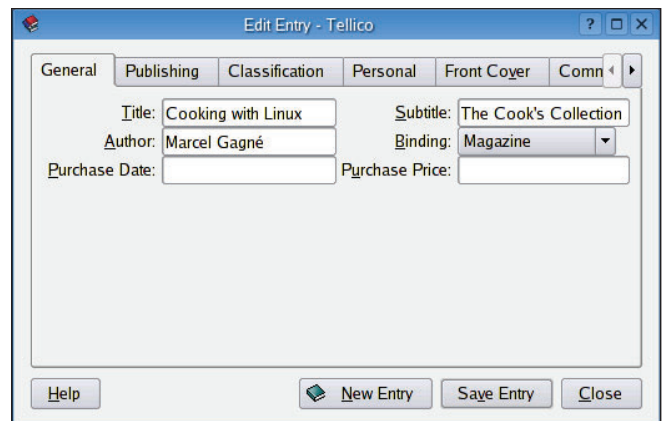 Edit Entry - Tellico ?
General Publishing Classification Personal Front Cover Comn
Title: Cooking with Linux Subtitle: The Cook's Collection
Author: Marcel Gagné Binding: Magazine
Purchase Date: Purchase Price:
Help New Entry Save Entry Close